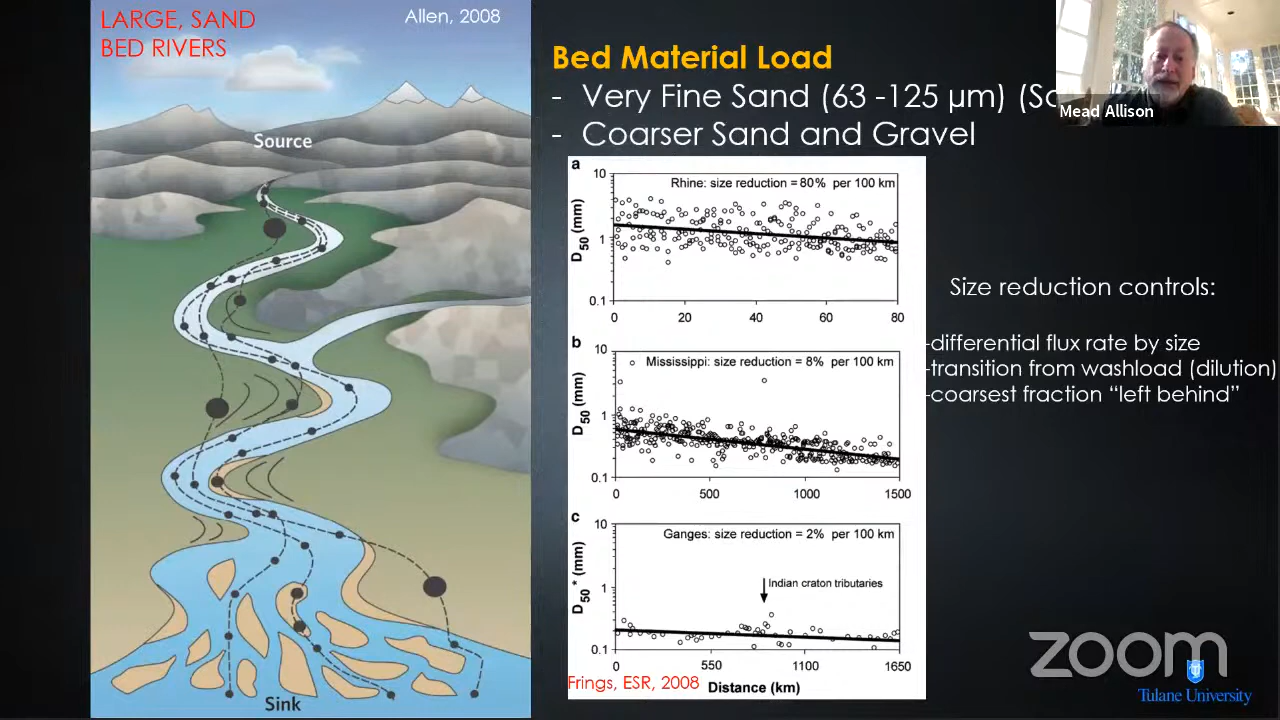 LARGE, SAND
BED RIVERS
Allen, 2008
Source
Sink
Bed Material Load
- Very Fine Sand (63 -125 µm)
- Coarser Sand and Gravel
Mead Allison
a
Rhine: size reduction = 80% per 100 km
D50 (mm)
10
1
0.1
0 20 40 60 80
b
Mississippi: size reduction = 8% per 100 km
D50 (mm)
10
1
0.1
0 500 1000 1500
c
Ganges: size reduction = 2% per 100 km
Indian craton tributaries
D50 * (mm)
10
1
0.1
0 550 1100 1650
Frings, ESR, 2008
Distance (km)
Size reduction controls:
-differential flux rate by size
-transition from washload (dilution)
-coarsest fraction “left behind”
zoom
Tulane University